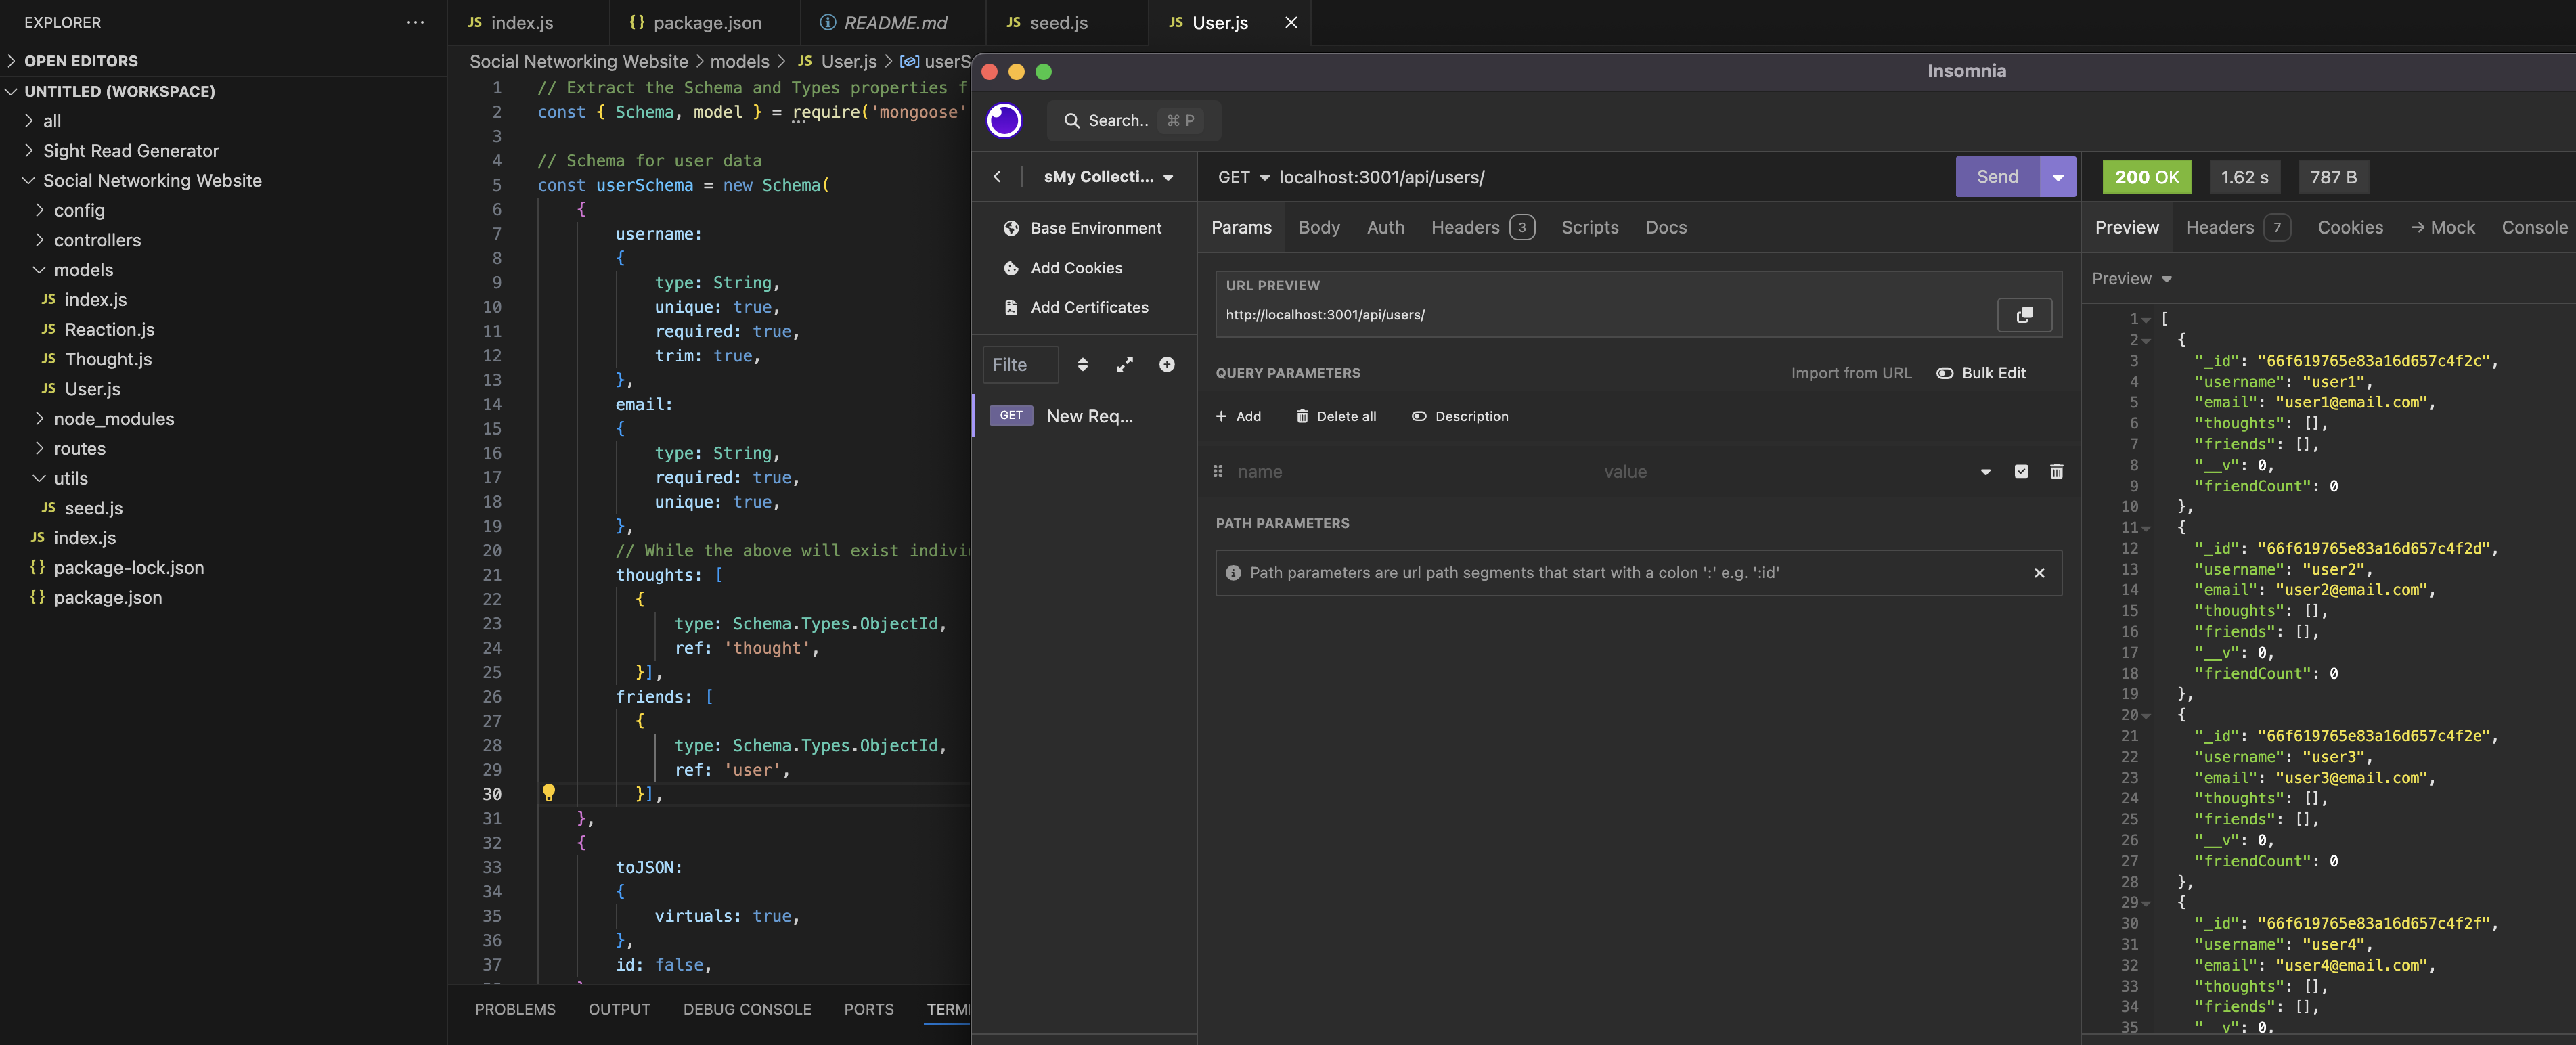 EXPLORER
OPEN EDITORS
UNTITLED (WORKSPACE)
all
Sight Read Generator
Social Networking Website
config
controllers
models
JS index.js
JS Reaction.js
JS Thought.js
JS User.js
node_modules
routes
utils
JS seed.js
JS index.js
{} package-lock.json
{} package.json
JS index.js
{} package.json
README.md
JS seed.js
JS User.js
Social Networking Website > models > JS User.js > userS
1 // Extract the Schema and Types properties f
2 const { Schema, model } = require('mongoose'
3
4 // Schema for user data
5 const userSchema = new Schema(
6 {
7 username:
8 {
9 type: String,
10 unique: true,
11 required: true,
12 trim: true,
13 },
14 email:
15 {
16 type: String,
17 required: true,
18 unique: true,
19 },
20 // While the above will exist indivi
21 thoughts: [
22 {
23 type: Schema.Types.ObjectId,
24 ref: 'thought',
25 }],
26 friends: [
27 {
28 type: Schema.Types.ObjectId,
29 ref: 'user',
30 }],
31 },
32 {
33 toJSON:
34 {
35 virtuals: true,
36 },
37 id: false,
PROBLEMS
OUTPUT
DEBUG CONSOLE
PORTS
TERMI
Insomnia
Search.. ⌘ P
sMy Collecti...
Base Environment
Add Cookies
Add Certificates
Filte
GET New Req...
GET localhost:3001/api/users/
Send
Params
Body
Auth
Headers 3
Scripts
Docs
URL PREVIEW
http://localhost:3001/api/users/
QUERY PARAMETERS
Import from URL
Bulk Edit
+ Add
Delete all
Description
name
value
PATH PARAMETERS
Path parameters are url path segments that start with a colon ':' e.g. ':id'
200 OK
1.62 s
787 B
Preview
Headers 7
Cookies
→ Mock
Console
Preview
1 [
2 {
3 "_id": "66f619765e83a16d657c4f2c",
4 "username": "user1",
5 "email": "user1@email.com",
6 "thoughts": [],
7 "friends": [],
8 "__v": 0,
9 "friendCount": 0
10 },
11 {
12 "_id": "66f619765e83a16d657c4f2d",
13 "username": "user2",
14 "email": "user2@email.com",
15 "thoughts": [],
16 "friends": [],
17 "__v": 0,
18 "friendCount": 0
19 },
20 {
21 "_id": "66f619765e83a16d657c4f2e",
22 "username": "user3",
23 "email": "user3@email.com",
24 "thoughts": [],
25 "friends": [],
26 "__v": 0,
27 "friendCount": 0
28 },
29 {
30 "_id": "66f619765e83a16d657c4f2f",
31 "username": "user4",
32 "email": "user4@email.com",
33 "thoughts": [],
34 "friends": [],
35 "__v": 0,